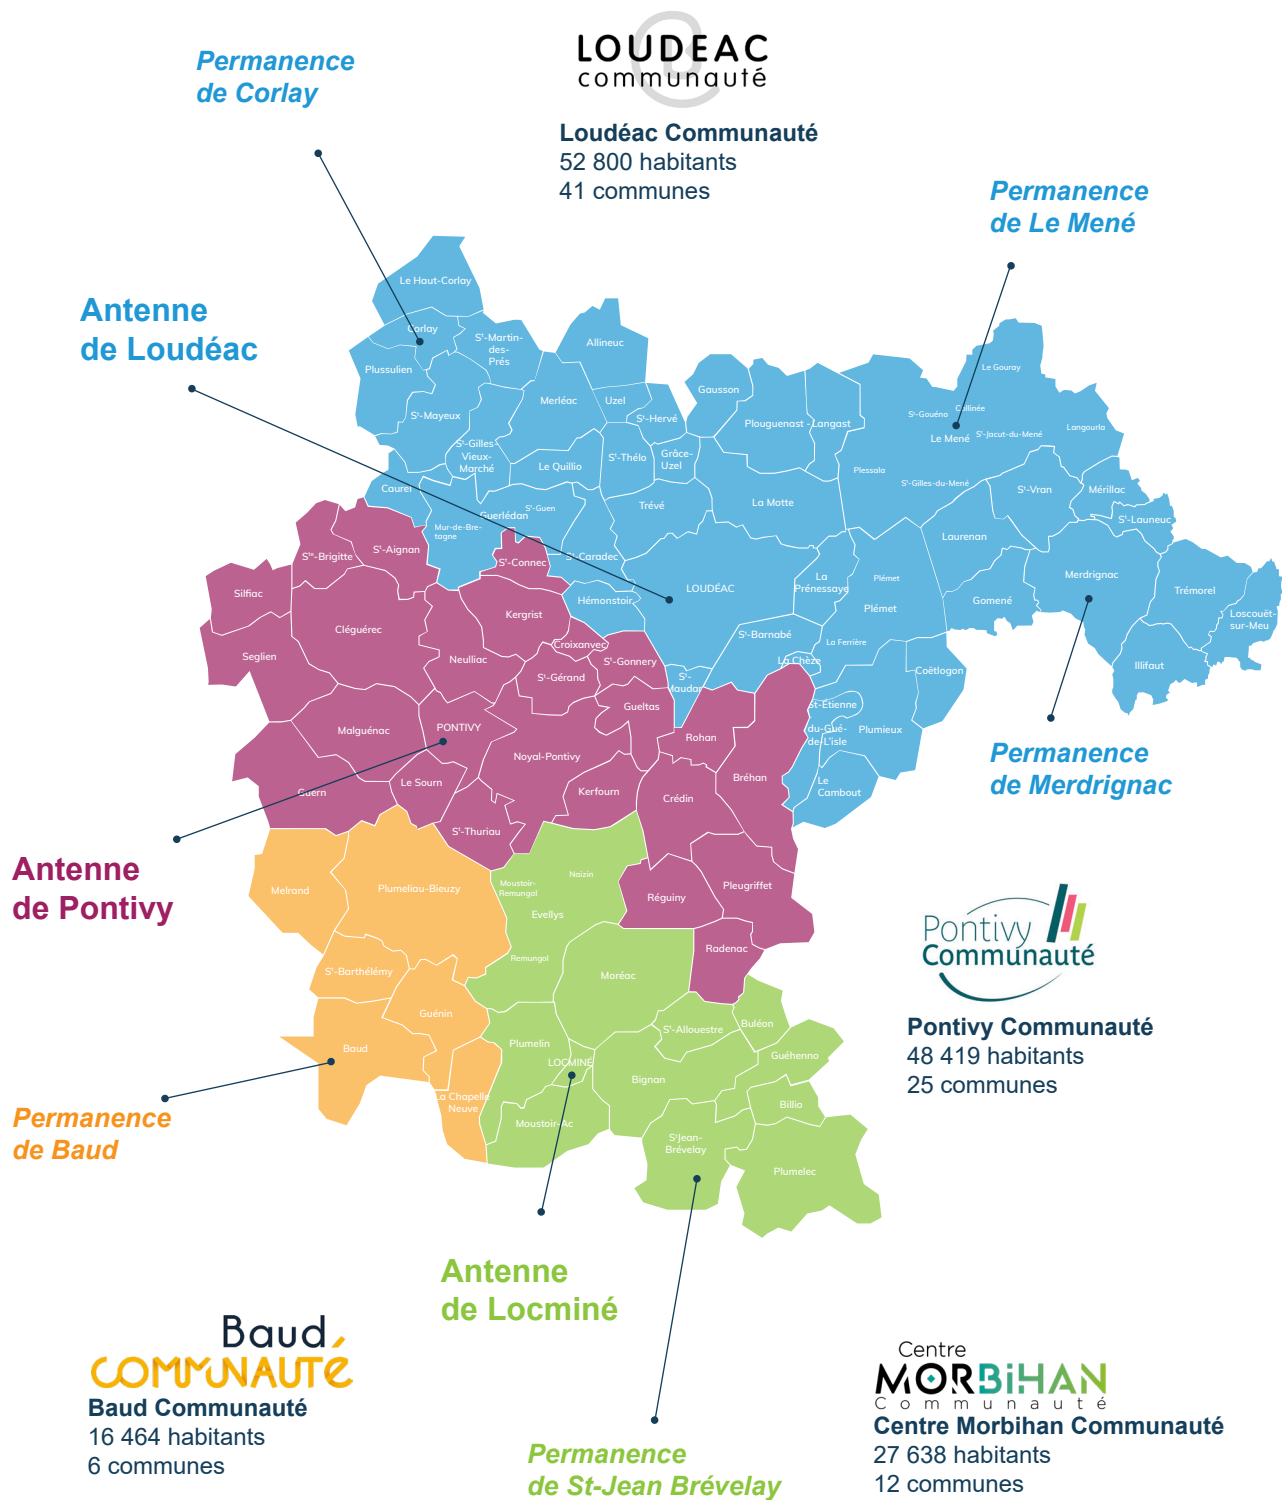 LOUDEAC
communauté
Loudéac Communauté
52 800 habitants
41 communes
Permanence
de Corlay
Permanence
de Le Mené
Antenne
de Loudéac
Le Haut-Corlay
Corlay
St-Martin-
des-
Prés
Allineuc
Plussulien
Merléac
Uzel
St-Hervé
Gausson
Plouguenast - Langast
Le Gouray
St-Gouéno
Collinée
Le Mené
St-Jacut-du-Mené
Langourla
St-Mayeux
St-Gilles-
Vieux-
Marché
Le Quillio
St-Thélo
Grâce-
Uzel
Plessala
St-Gilles-du-Mené
St-Vran
Mérillac
St-Launeuc
Caurel
Guerlédan
St-Guen
Mur-de-Bre-
tagne
Trévé
La Motte
Laurenan
St-Caradec
LOUDÉAC
La
Prénessaye
Plémet
Plémet
Gomené
Merdrignac
Trémorel
Loscouët-
sur-Meu
Illifaut
Hémonstoir
St-Barnabé
La Ferrière
La Chèze
Coëtlogon
St-
Maudan
St-Étienne
du-Gué-
de-L'isle
Plumieux
Le
Cambout
Ste-Brigitte
St-Aignan
St-Connec
Silfiac
Cléguérec
Kergrist
Croixanvec
St-Gonnery
Seglien
Neulliac
St-Gérand
Gueltas
Malguénac
PONTIVY
Noyal-Pontivy
Rohan
Bréhan
Guern
Le Sourn
Kerfourn
Crédin
St-Thuriau
Réguiny
Pleugriffet
Radenac
Permanence
de Merdrignac
Antenne
de Pontivy
Melrand
Plumeliau-Bieuzy
St-Barthélémy
Guénin
Baud
La Chapelle
Neuve
Moustoir-
Remungol
Naizin
Evellys
Remungol
Moréac
St-Allouestre
Buléon
Plumelin
LOCMINÉ
Bignan
Guéhenno
Billio
Moustoir-Ac
St Jean-
Brévelay
Plumelec
Pontivy
Communauté
Pontivy Communauté
48 419 habitants
25 communes
Permanence
de Baud
Antenne
de Locminé
Baud
COMMUNAUTÉ
Baud Communauté
16 464 habitants
6 communes
Permanence
de St-Jean Brévelay
Centre
MORBIHAN
Communauté
Centre Morbihan Communauté
27 638 habitants
12 communes